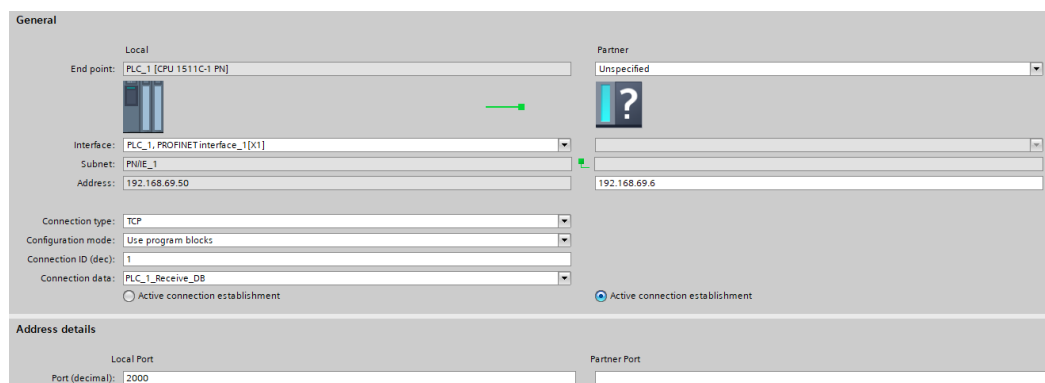 General
Local Partner
End point: PLC_1 [CPU 1511C-1 PN] Unspecified
?
Interface: PLC_1, PROFINET interface_1[X1]
Subnet: PN/IE_1
Address: 192.168.69.50 192.168.69.6
Connection type: TCP
Configuration mode: Use program blocks
Connection ID (dec): 1
Connection data: PLC_1_Receive_DB
Active connection establishment Active connection establishment
Address details
Local Port Partner Port
Port (decimal): 2000